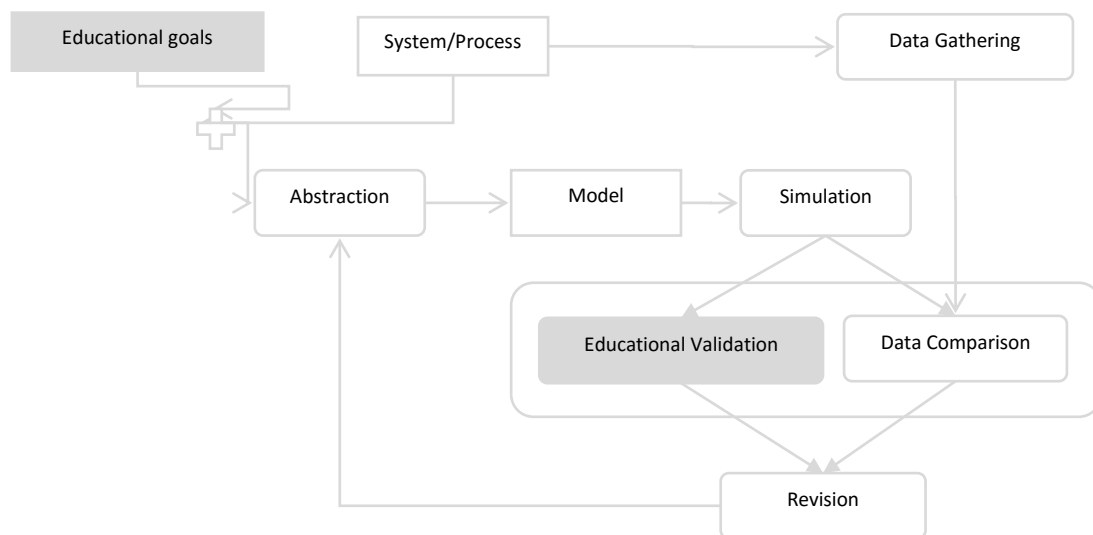 Educational goals
System/Process
Data Gathering
Abstraction
Model
Simulation
Educational Validation
Data Comparison
Revision